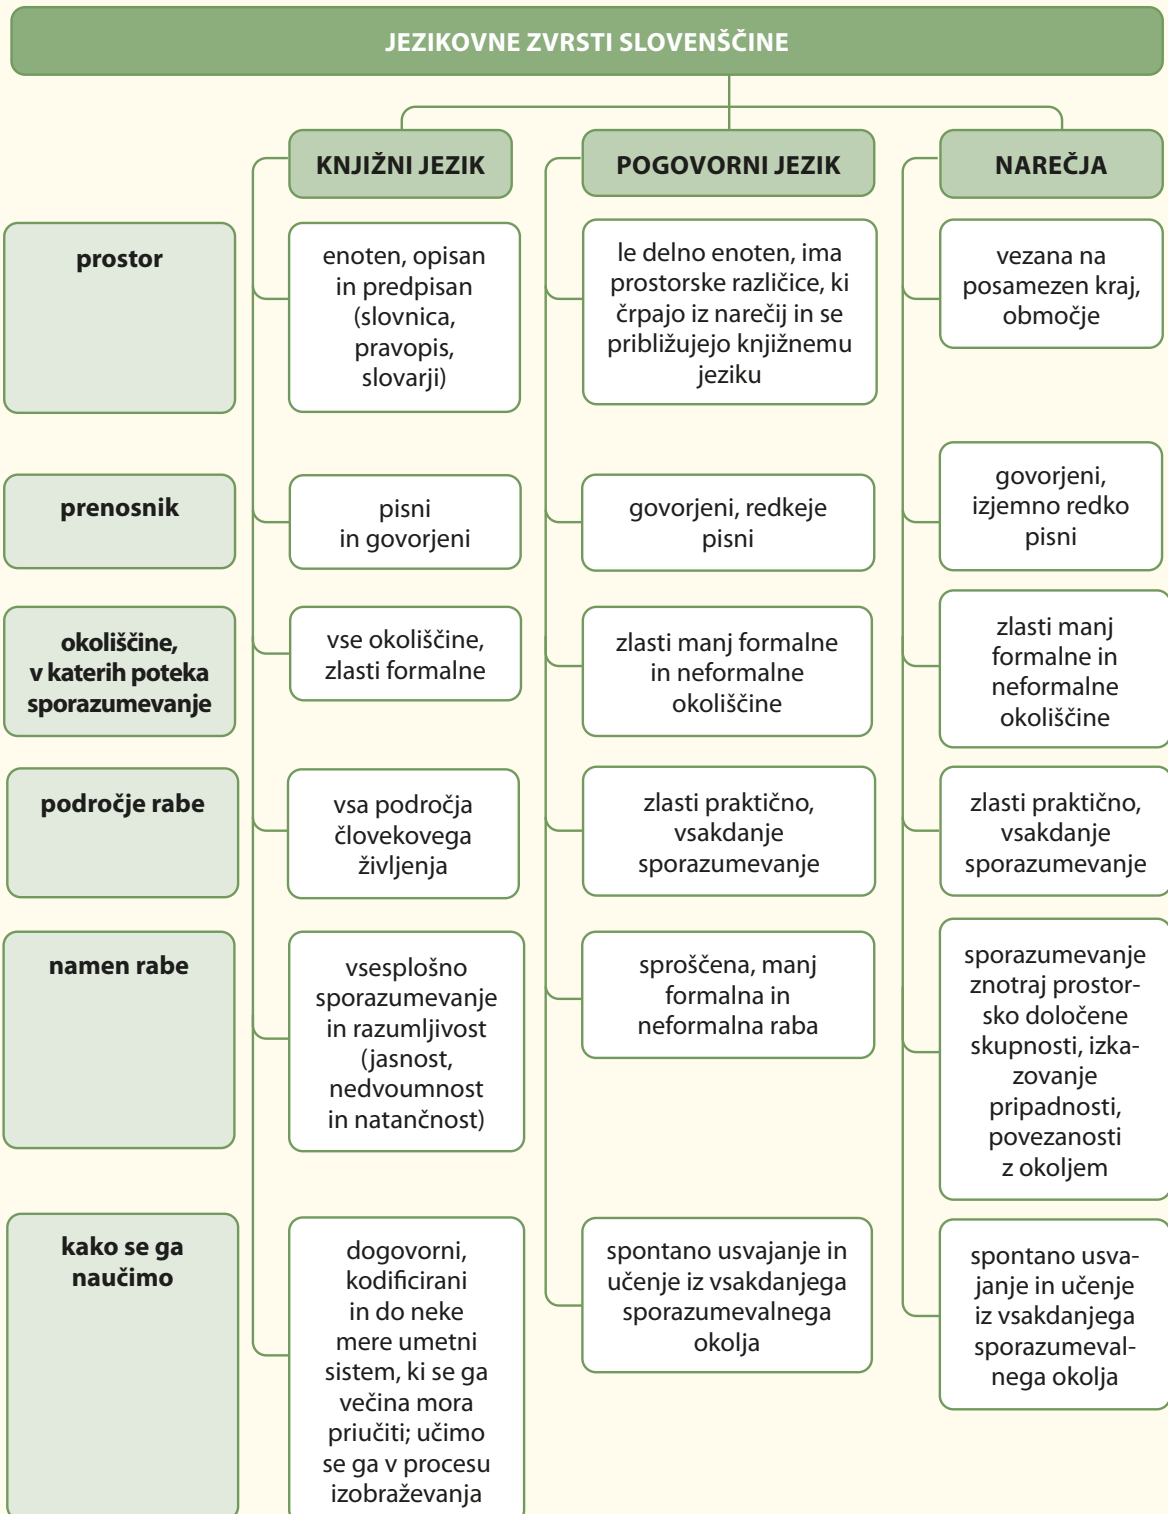 JEZIKOVNE ZVRSTI SLOVENŠČINE
KNJIŽNI JEZIK
POGOVORNI JEZIK
NAREČJA
prostor
enoten, opisan
in predpisan
(slovnica,
pravopis,
slovarji)
le delno enoten, ima
prostorske različice, ki
črpajo iz narečij in se
približujejo knjižnemu
jeziku
vezana na
posamezen kraj,
območje
prenosnik
pisni
in govorjeni
govorjeni, redkeje
pisni
govorjeni,
izjemno redko
pisni
okoliščine,
v katerih poteka
sporazumevanje
vse okoliščine,
zlasti formalne
zlasti manj formalne
in neformalne
okoliščine
zlasti manj
formalne in
neformalne
okoliščine
področje rabe
vsa področja
človekovega
življenja
zlasti praktično,
vsakdanje
sporazumevanje
zlasti praktično,
vsakdanje
sporazumevanje
namen rabe
vsesplošno
sporazumevanje
in razumljivost
(jasnost,
nedvoumnost
in natančnost)
sproščena, manj
formalna in
neformalna raba
sporazumevanje
znotraj prostor-
sko določene
skupnosti, izka-
zovanje
pripadnosti,
povezanosti
z okoljem
kako se ga
naučimo
dogovorni,
kodificirani
in do neke
mere umetni
sistem, ki se ga
večina mora
priučiti; učimo
se ga v procesu
izobraževanja
spontano usvajanje in
učenje iz vsakdanjega
sporazumevalnega
okolja
spontano usva-
janje in učenje
iz vsakdanjega
sporazumeval-
nega okolja